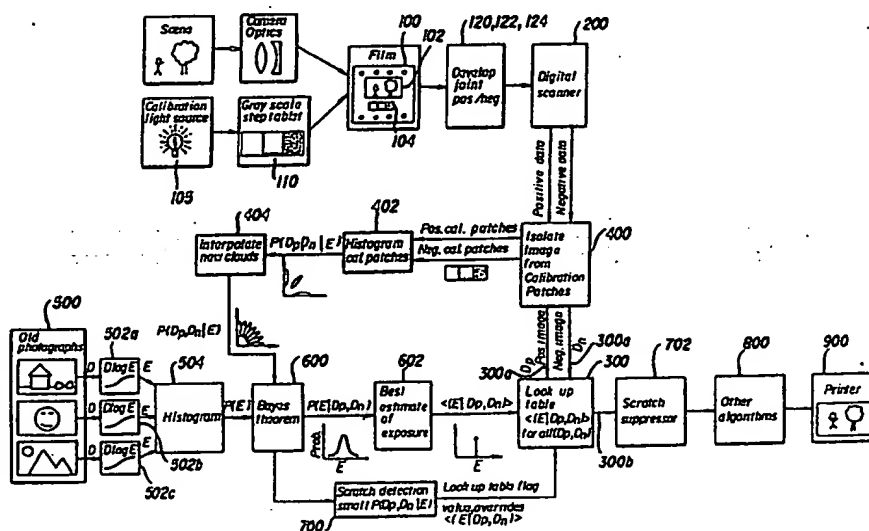 Scene
Camera
Optics
Film
100
102
104
120,122,124
Develop
joint
pos/neg.
200
Digital
scanner
Calibration
light source
105
Gray scale
step tablet
110
Positive data
Negative data
404
Interpolate
new clouds
P(Dp,Dn|E)
402
Histogram
cal patches
Pos.cal. patches
Neg.cal. patches
400
Isolate
Image
from
Calibration
Patches
P(Dp,Dn|E)
500
Old photographs
502a
D
DlogE
E
D
DlogE
E
502b
D
DlogE
E
502c
504
Histogram
P(E)
600
Bayes
theorem
P(E|Dp,Dn)
Prob.
E
602
Best
estimate
of
exposure
<(E|Dp,Dn)>
E
Dp
Pos image
Neg. image
Dn
300a
300a
300
Look up
table
<(E|Dp,Dn)>
for all(Dp,Dn)
300b
702
Scratch
suppressor
800
Other
algorithms
900
Printer
700
Scratch detection
small P(Dp,Dn|E)
Look up table flag
value overrides
<(E|Dp,Dn)>